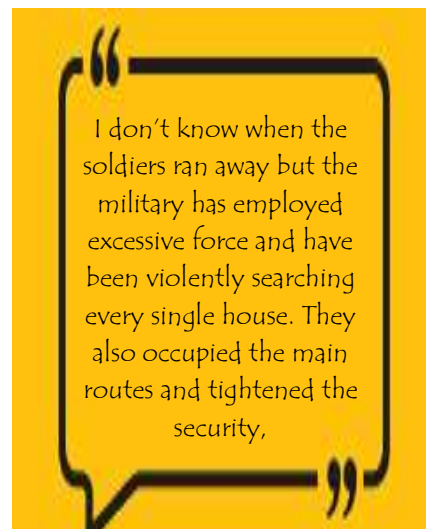 I don't know when the
soldiers ran away but the
military has employed
excessive force and have
been violently searching
every single house. They
also occupied the main
routes and tightened the
security,